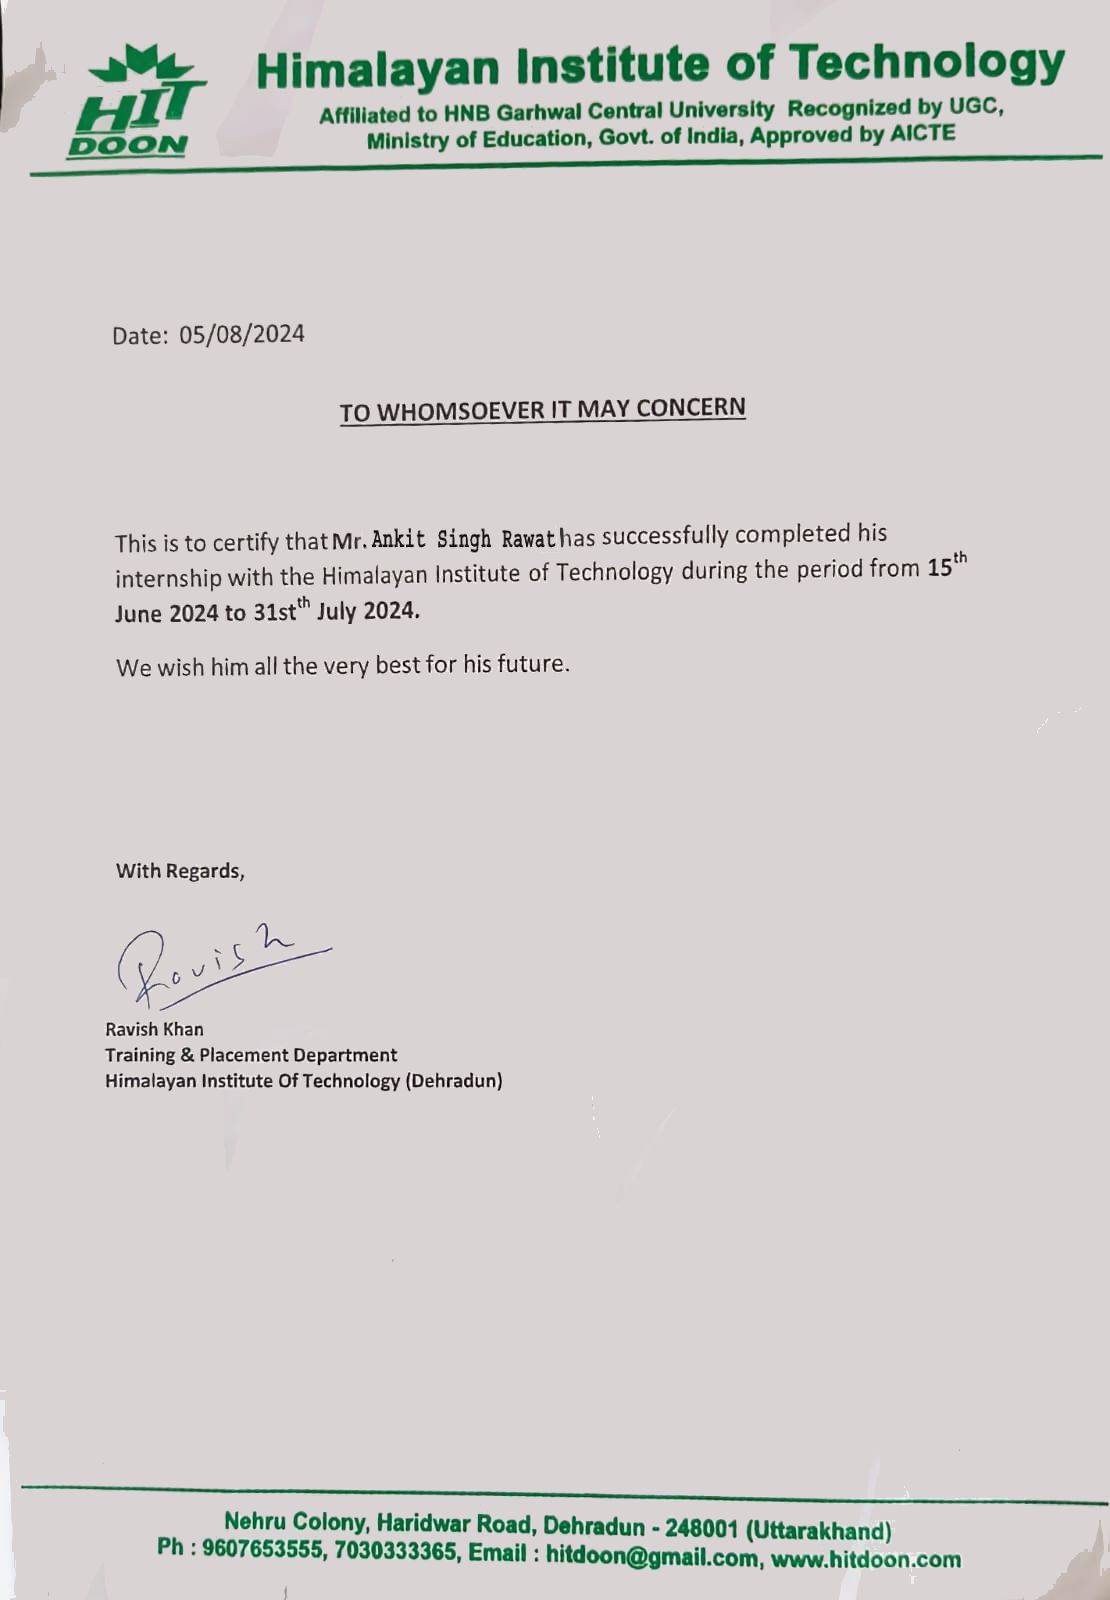 HIT
DOON
Himalayan Institute of Technology
Affiliated to HNB Garhwal Central University Recognized by UGC,
Ministry of Education, Govt. of India, Approved by AICTE
Date: 05/08/2024
TO WHOMSOEVER IT MAY CONCERN
This is to certify that Mr. Ankit Singh Rawat has successfully completed his
internship with the Himalayan Institute of Technology during the period from 15th
June 2024 to 31stth July 2024.
We wish him all the very best for his future.
With Regards,
Ravish
Ravish Khan
Training & Placement Department
Himalayan Institute Of Technology (Dehradun)
Nehru Colony, Haridwar Road, Dehradun - 248001 (Uttarakhand)
Ph : 9607653555, 7030333365, Email : hitdoon@gmail.com, www.hitdoon.com